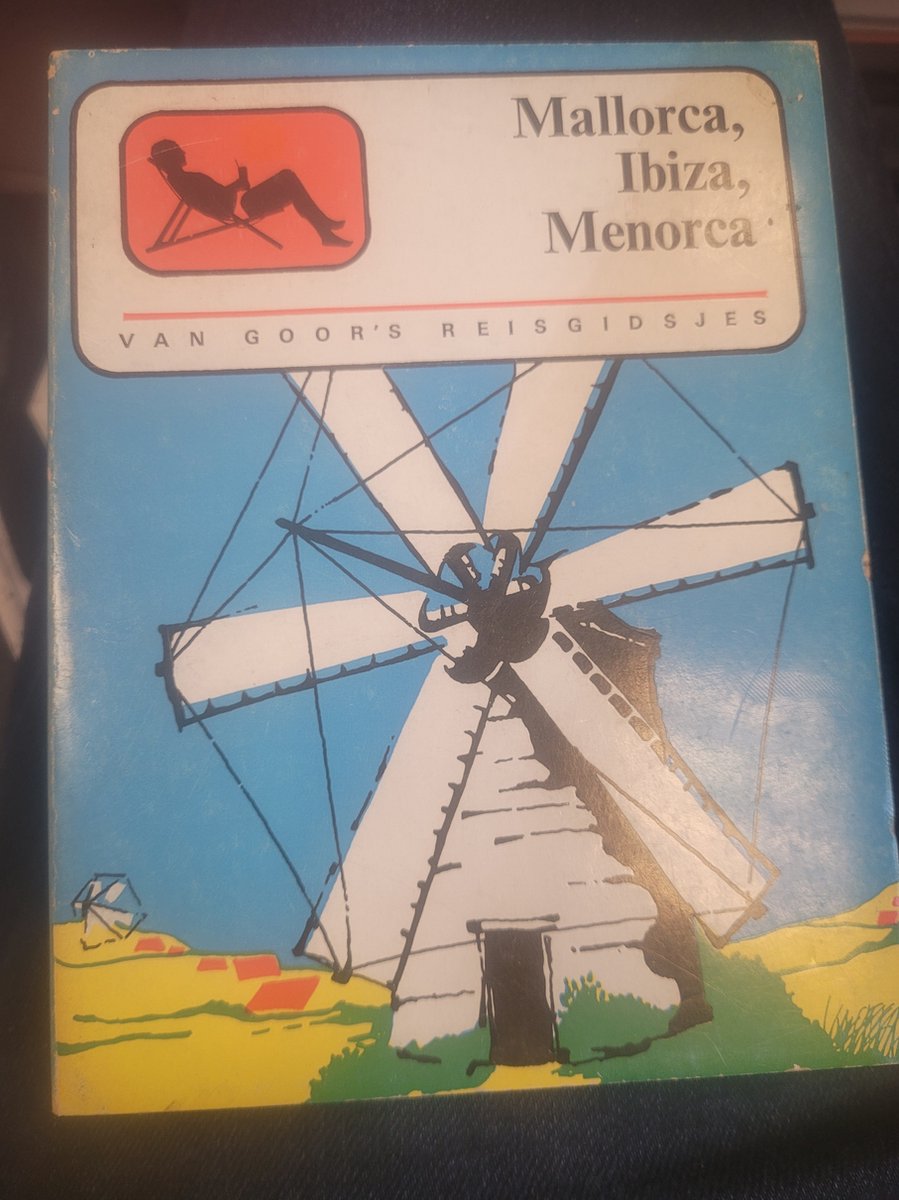 Mallorca,
Ibiza,
Menorca
VAN GOOR'S REISGIDSJES